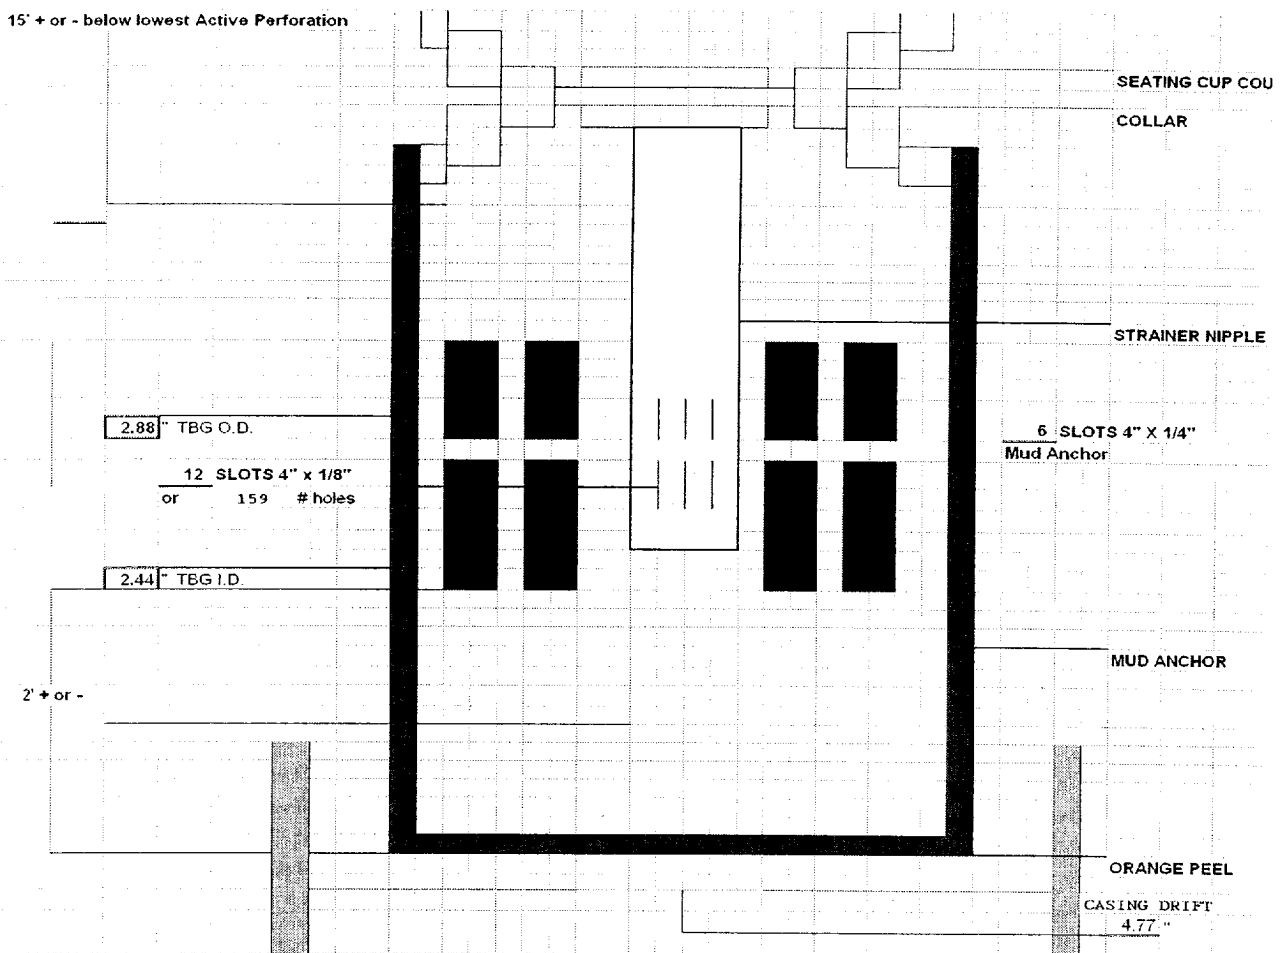 15' + or - below lowest Active Perforation
SEATING CUP COU
COLLAR
STRAINER NIPPLE
2.88 " TBG O.D.
6 SLOTS 4" X 1/4"
Mud Anchor
12 SLOTS 4" x 1/8"
or 159 # holes
2.44 " TBG I.D.
MUD ANCHOR
2' + or -
ORANGE PEEL
CASING DRIFT
4.77 "